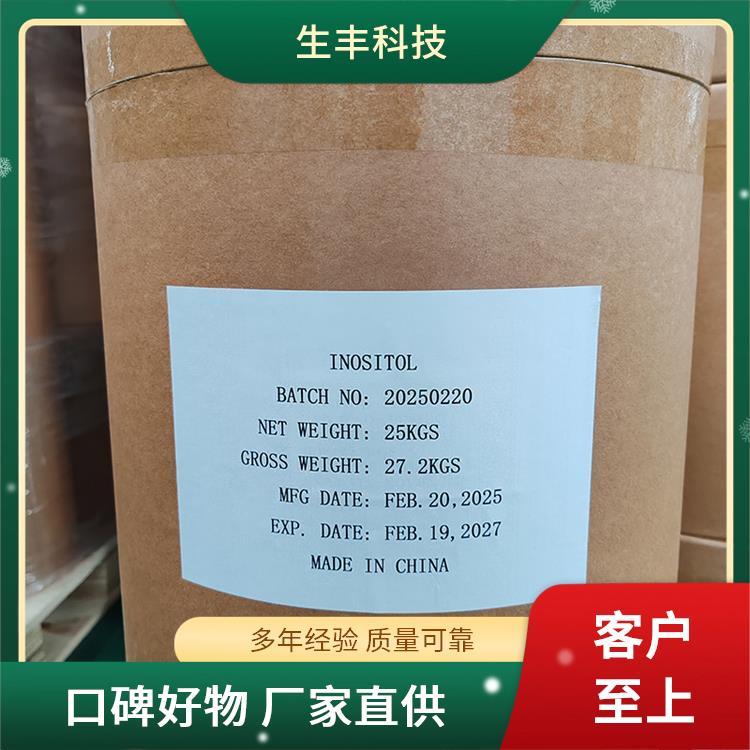 生丰科技
INOSITOL
BATCH NO: 20250220
NET WEIGHT: 25KGS
GROSS WEIGHT: 27.2KGS
MFG DATE: FEB.20,2025
EXP. DATE: FEB.19,2027
MADE IN CHINA
多年经验 质量可靠
口碑好物 厂家直供
客户
至上